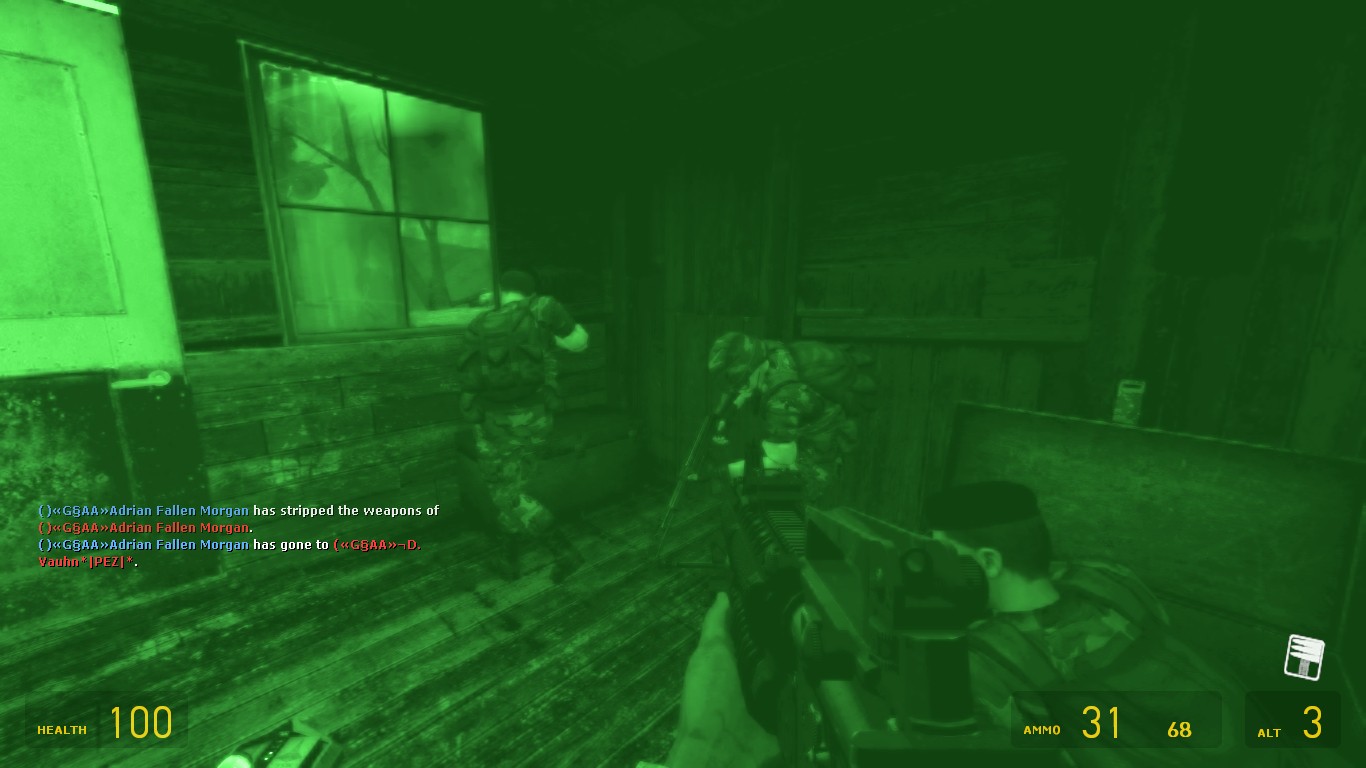 ()«G§AA»Adrian Fallen Morgan has stripped the weapons of
()«G§AA»Adrian Fallen Morgan.
()«G§AA»Adrian Fallen Morgan has gone to («G§AA»¬D.
Vauhn*|PEZ|*.
HEALTH 100
AMMO 31 68
ALT 3